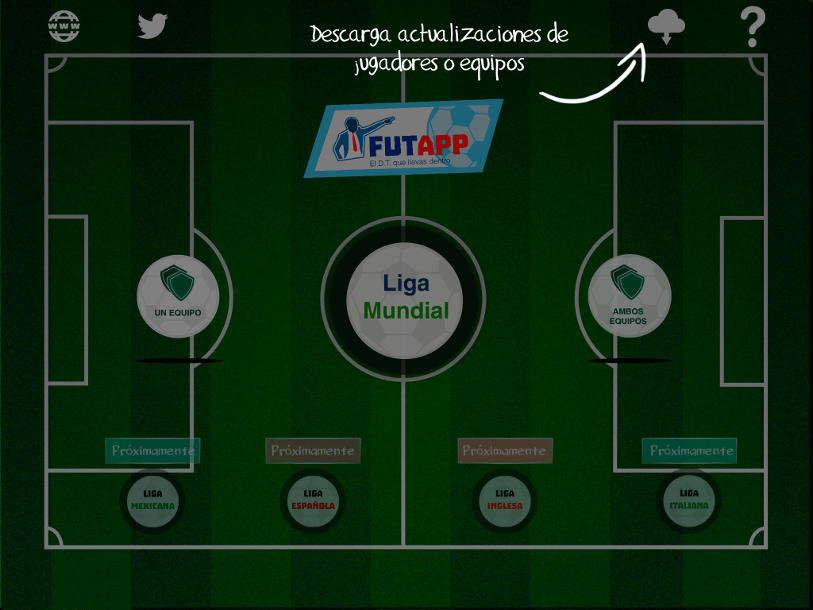 WWW
?
Descarga actualizaciones de
jugadores o equipos
FUTAPP
El D.T. que llevas dentro
Liga
Mundial
UN EQUIPO
AMBOS
EQUIPOS
Próximamente
Próximamente
Próximamente
Próximamente
LIGA
MEXICANA
LIGA
ESPAÑOLA
LIGA
INGLESA
LIGA
ITALIANA